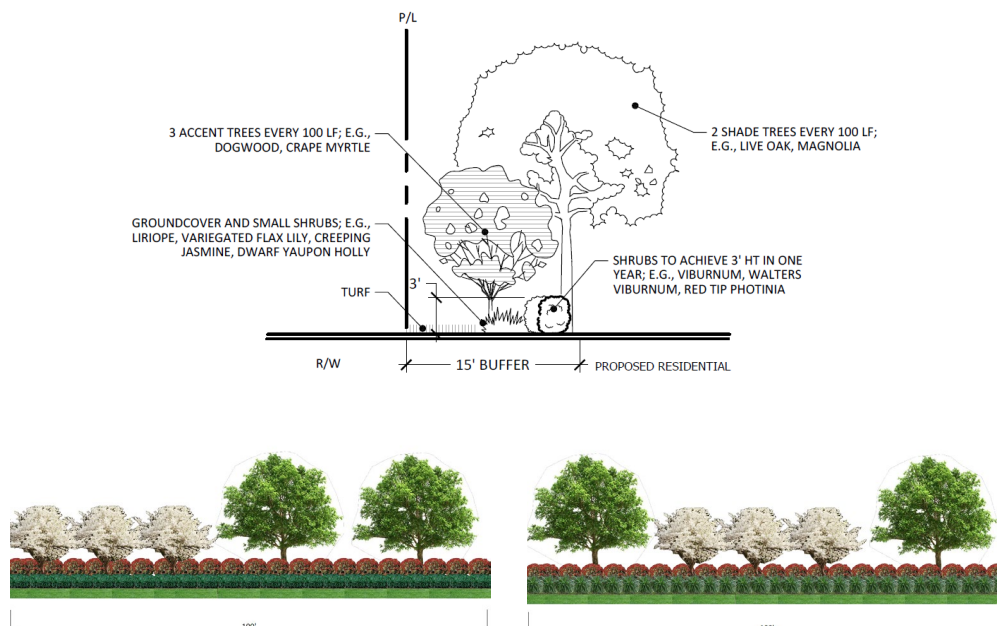 P/L
3 ACCENT TREES EVERY 100 LF; E.G.,
DOGWOOD, CRAPE MYRTLE
2 SHADE TREES EVERY 100 LF;
E.G., LIVE OAK, MAGNOLIA
GROUNDCOVER AND SMALL SHRUBS; E.G.,
LIRIOPE, VARIEGATED FLAX LILY, CREEPING
JASMINE, DWARF YAUPON HOLLY
SHRUBS TO ACHIEVE 3' HT IN ONE
YEAR; E.G., VIBURNUM, WALTERS
VIBURNUM, RED TIP PHOTINIA
3'
TURF
R/W
15' BUFFER
PROPOSED RESIDENTIAL